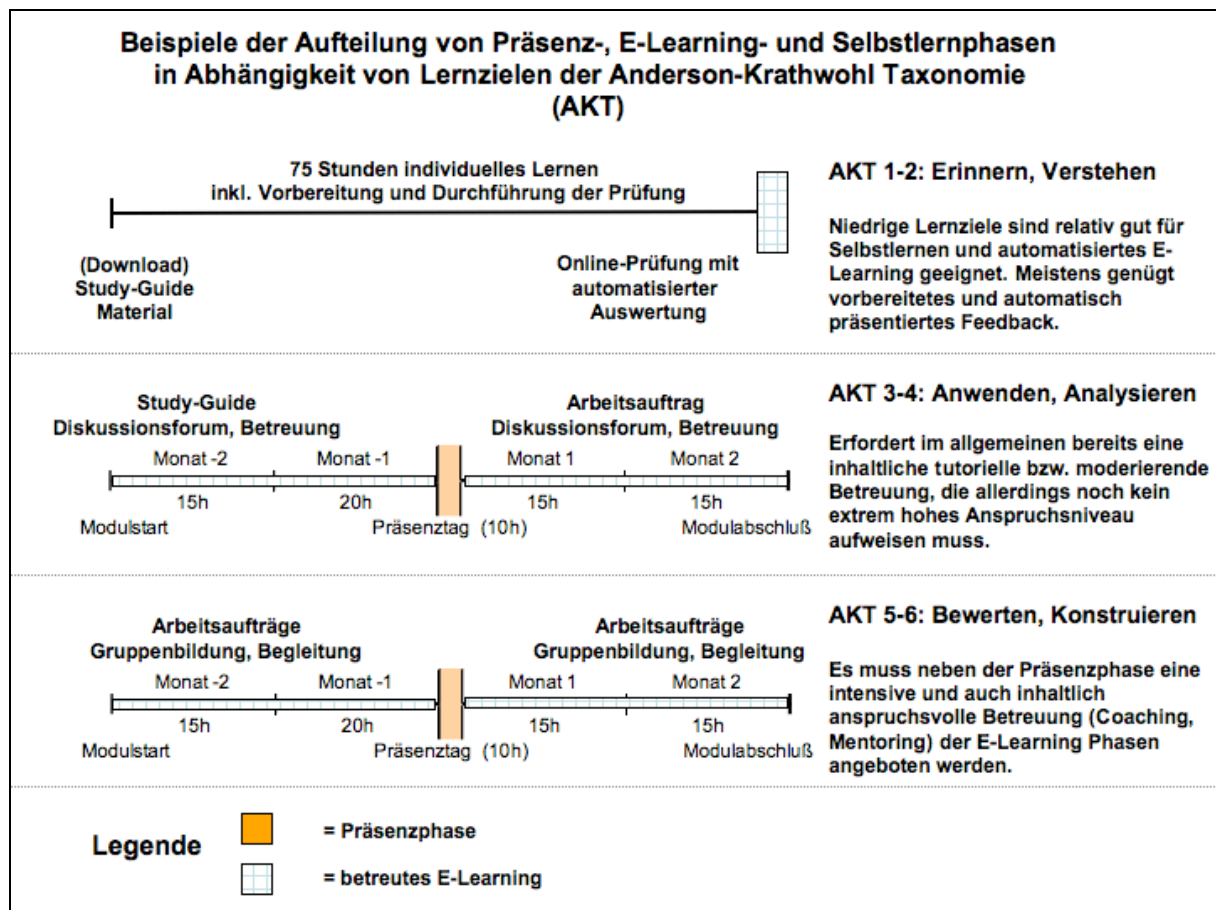 Beispiele der Aufteilung von Präsenz-, E-Learning- und Selbstlernphasen
in Abhängigkeit von Lernzielen der Anderson-Krathwohl Taxonomie
(AKT)
75 Stunden individuelles Lernen
inkl. Vorbereitung und Durchführung der Prüfung
(Download)
Study-Guide
Material
Online-Prüfung mit
automatisierter
Auswertung
AKT 1-2: Erinnern, Verstehen
Niedrige Lernziele sind relativ gut für
Selbstlernen und automatisiertes E-
Learning geeignet. Meistens genügt
vorbereitetes und automatisch
präsentiertes Feedback.
Study-Guide
Diskussionsforum, Betreuung
Arbeitsauftrag
Diskussionsforum, Betreuung
Monat -2
Monat -1
Monat 1
Monat 2
15h
20h
15h
15h
Modulstart
Präsenztag (10h)
Modulabschluß
AKT 3-4: Anwenden, Analysieren
Erfordert im allgemeinen bereits eine
inhaltliche tutorielle bzw. moderierende
Betreuung, die allerdings noch kein
extrem hohes Anspruchsniveau
aufweisen muss.
Arbeitsaufträge
Gruppenbildung, Begleitung
Arbeitsaufträge
Gruppenbildung, Begleitung
Monat -2
Monat -1
Monat 1
Monat 2
15h
20h
15h
15h
Modulstart
Präsenztag (10h)
Modulabschluß
AKT 5-6: Bewerten, Konstruieren
Es muss neben der Präsenzphase eine
intensive und auch inhaltlich
anspruchsvolle Betreuung (Coaching,
Mentoring) der E-Learning Phasen
angeboten werden.
Legende
= Präsenzphase
= betreutes E-Learning